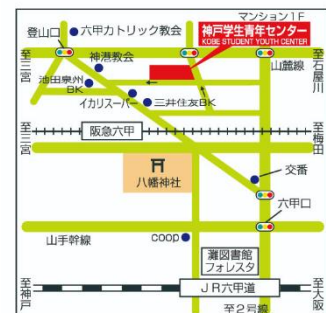 マンション1F
登山口
六甲カトリック教会
神戸学生青年センター
KOBE STUDENT YOUTH CENTER
神港教会
至三宮
至石屋川
山麓線
池田泉州
BK
イカリスーパー
三井住友BK
至三宮
阪急六甲
至梅田
八幡神社
交番
六甲口
山手幹線
coop
灘図書館
フォレスタ
至神戸
JR六甲道
至大阪
至2号線